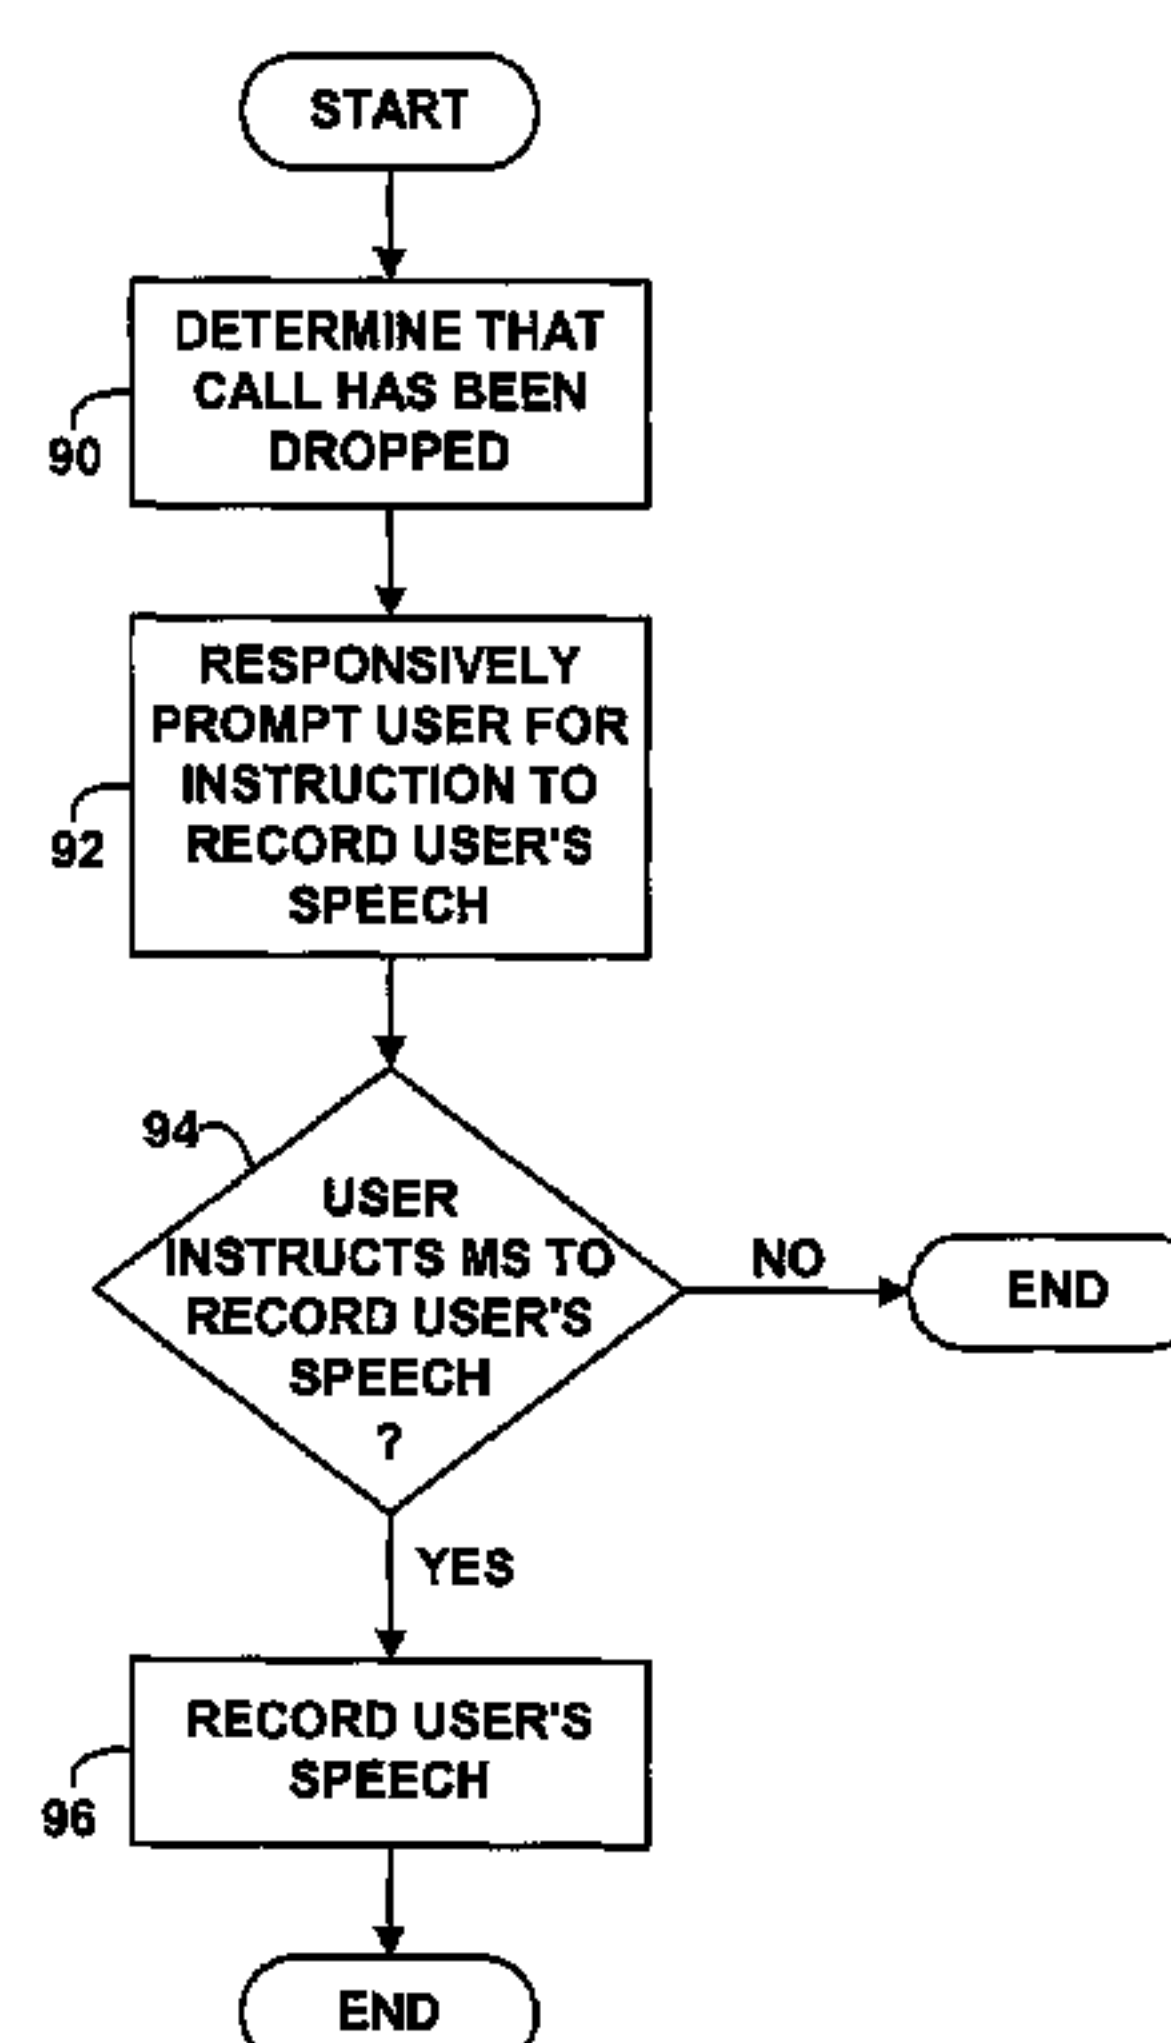 START
DETERMINE THAT
CALL HAS BEEN
DROPPED
90
RESPONSIVELY
PROMPT USER FOR
INSTRUCTION TO
RECORD USER'S
SPEECH
92
94
USER
INSTRUCTS MS TO
RECORD USER'S
SPEECH
?
NO
END
YES
RECORD USER'S
SPEECH
96
END